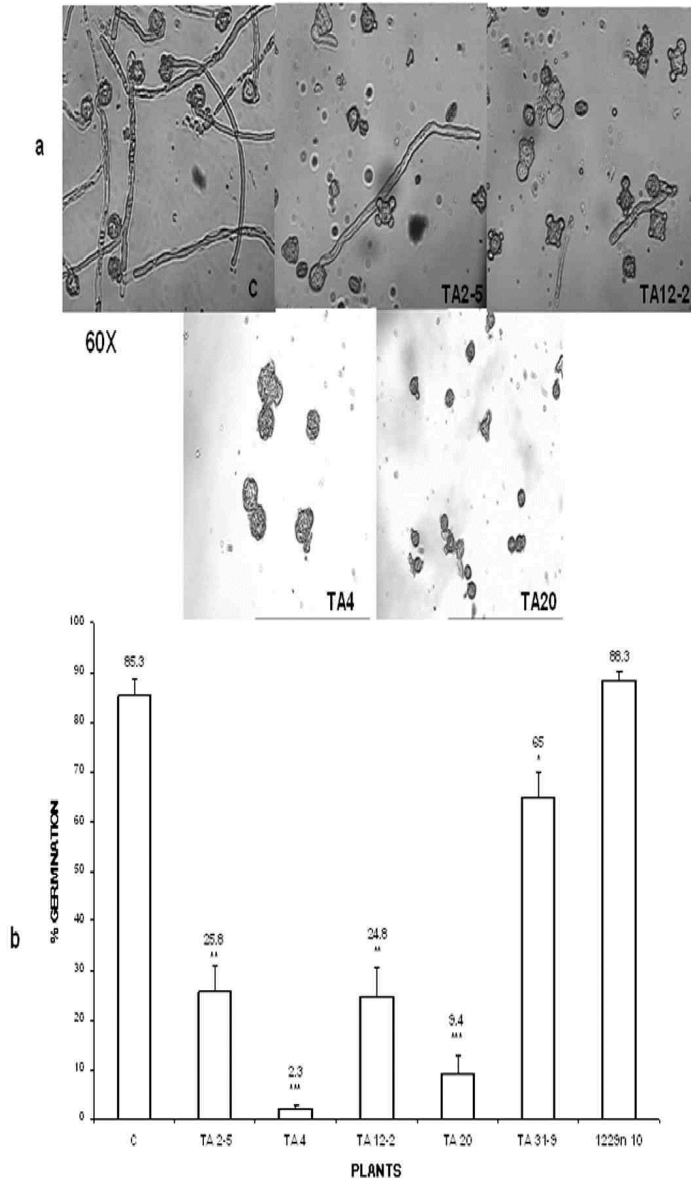 a
C
TA2-5
TA12-2
60X
TA4
TA20
b
% GERMINATION
100
90
80
70
60
50
40
30
20
10
0
85.3
25.8
**
2.3
***
24.8
**
9.4
***
65
*
88.3
C
TA 2-5
TA 4
TA 12-2
TA 20
TA 31-9
1229n 10
PLANTS